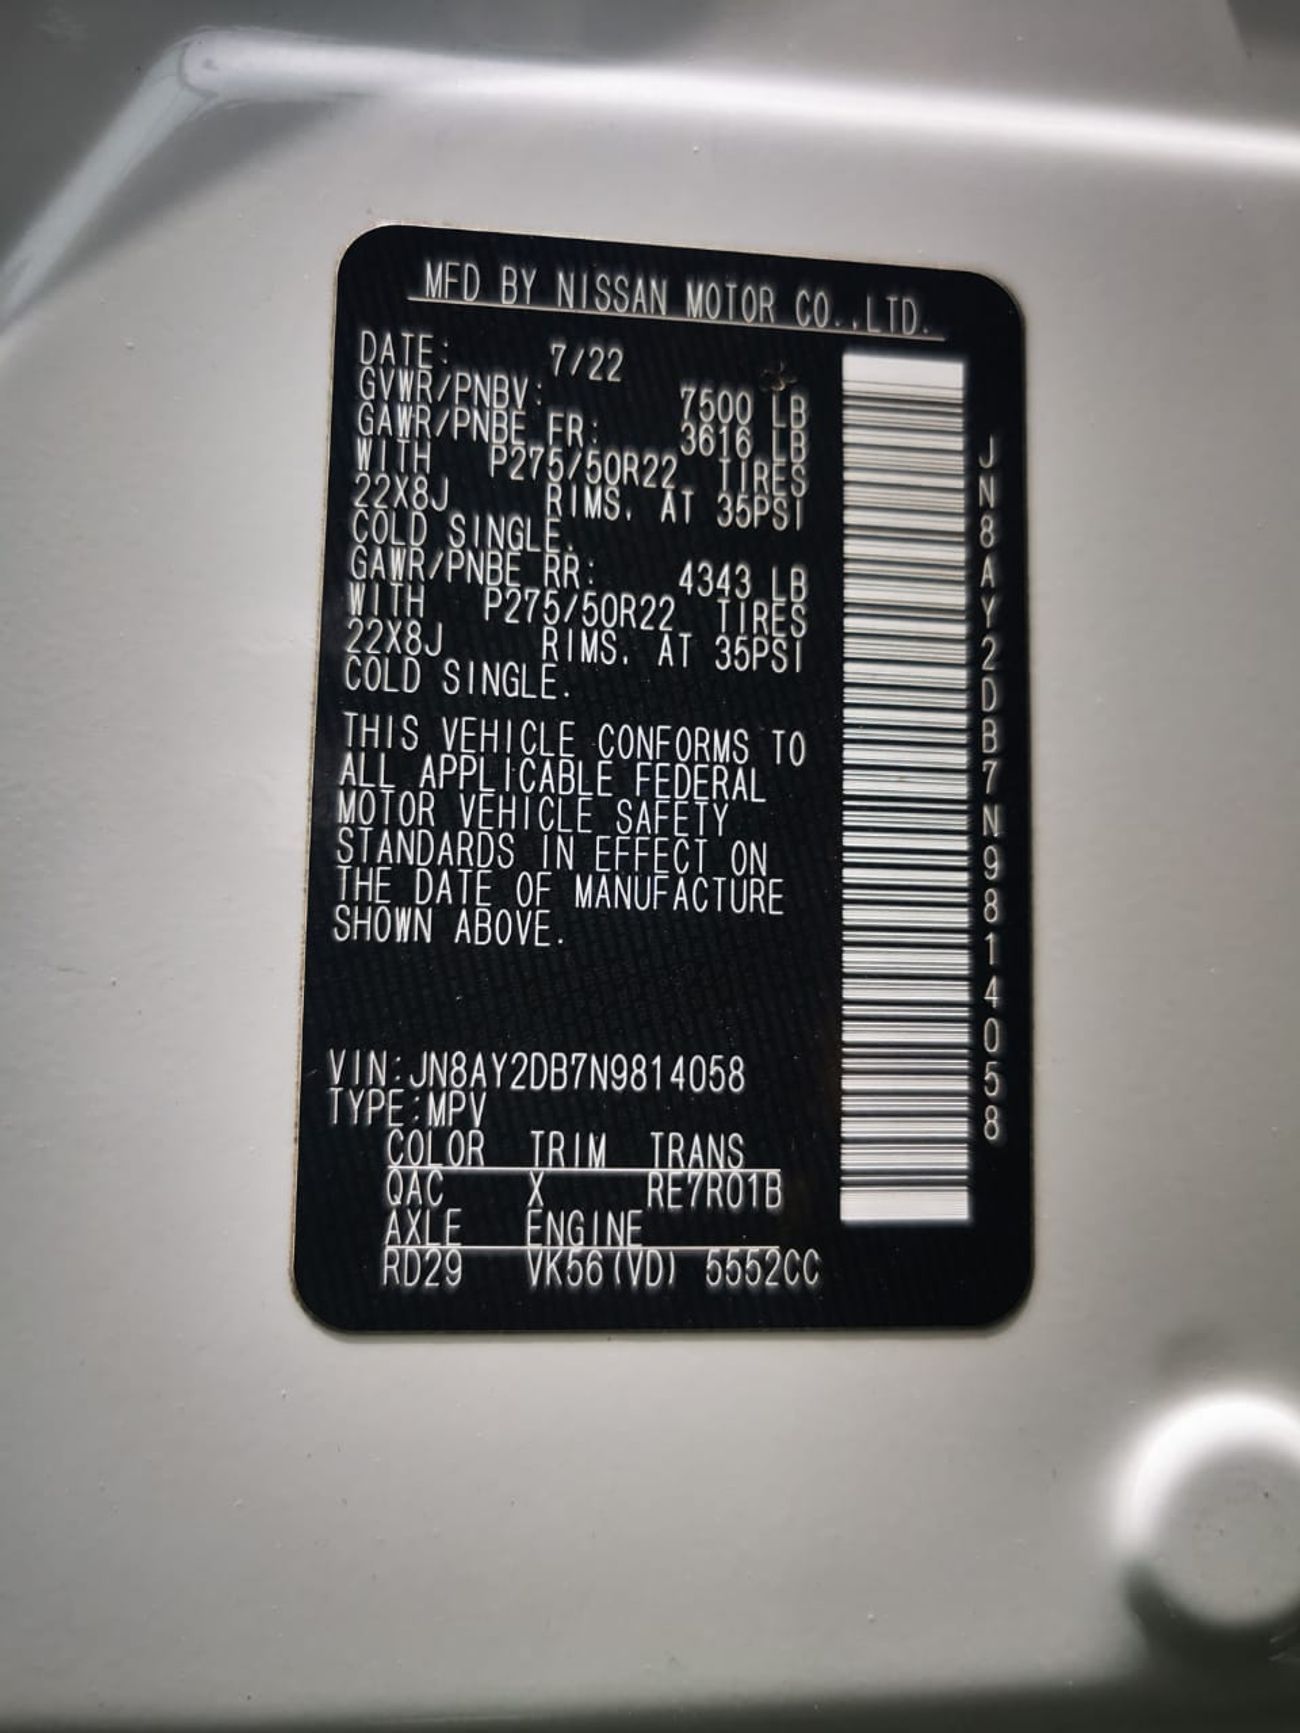 MFD BY NISSAN MOTOR CO.,LTD.
DATE: 7/22
GVWR/PNBV: 7500 LB
GAWR/PNBE FR: 3616 LB
WITH P275/50R22 TIRES
22X8J RIMS, AT 35PSI
COLD SINGLE.
GAWR/PNBE RR: 4343 LB
WITH P275/50R22 TIRES
22X8J RIMS, AT 35PSI
COLD SINGLE.
THIS VEHICLE CONFORMS TO
ALL APPLICABLE FEDERAL
MOTOR VEHICLE SAFETY
STANDARDS IN EFFECT ON
THE DATE OF MANUFACTURE
SHOWN ABOVE.
VIN:JN8AY2DB7N9814058
TYPE:MPV
COLOR TRIM TRANS
QAC X RE7R01B
AXLE ENGINE
RD29 VK56(VD) 5552CC
JN8AY2DB7N9814058